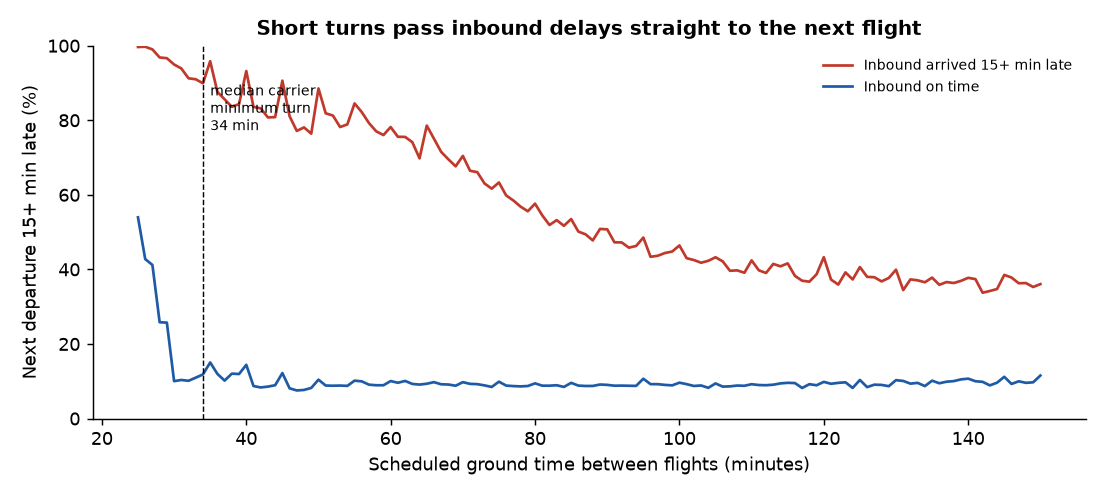 Short turns pass inbound delays straight to the next flight
Next departure 15+ min late (%)
100
80
60
40
20
0
median carrier
minimum turn
34 min
Inbound arrived 15+ min late
Inbound on time
20
40
60
80
100
120
140
Scheduled ground time between flights (minutes)